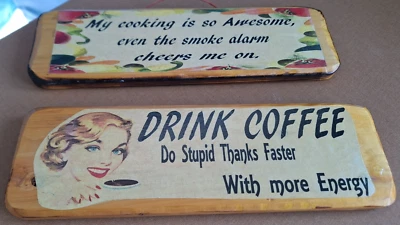 My cooking is so Awesome,
even the smoke alarm
cheers me on.
DRINK COFFEE
Do Stupid Thanks Faster
With more Energy